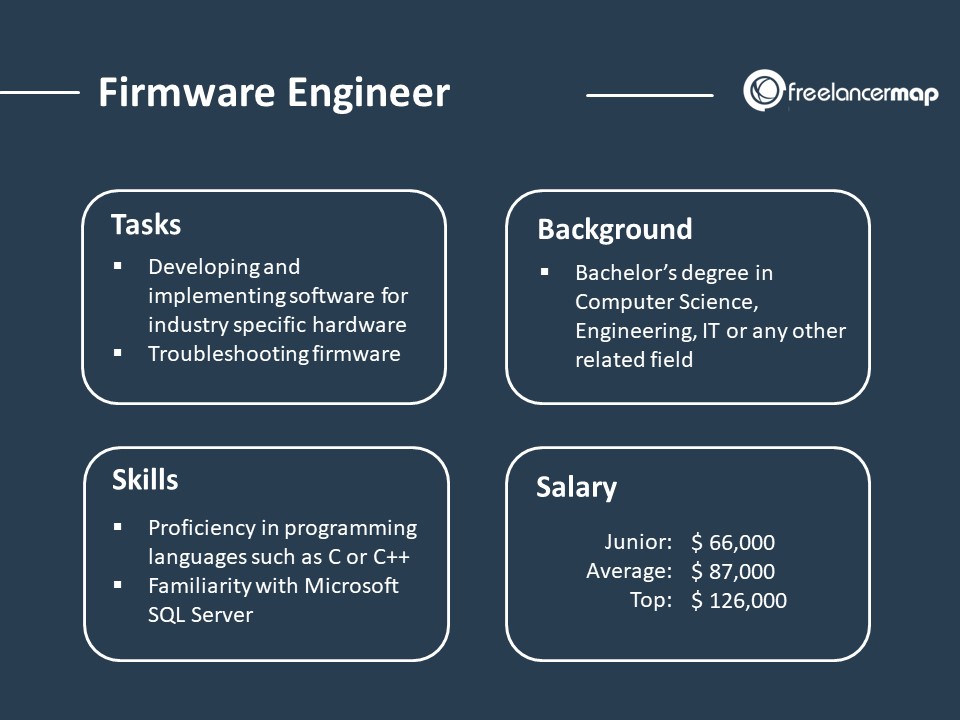 Firmware Engineer
freelancermap
Tasks
▪ Developing and
implementing software for
industry specific hardware
▪ Troubleshooting firmware
Background
▪ Bachelor’s degree in
Computer Science,
Engineering, IT or any other
related field
Skills
▪ Proficiency in programming
languages such as C or C++
▪ Familiarity with Microsoft
SQL Server
Salary
Junior: $ 66,000
Average: $ 87,000
Top: $ 126,000